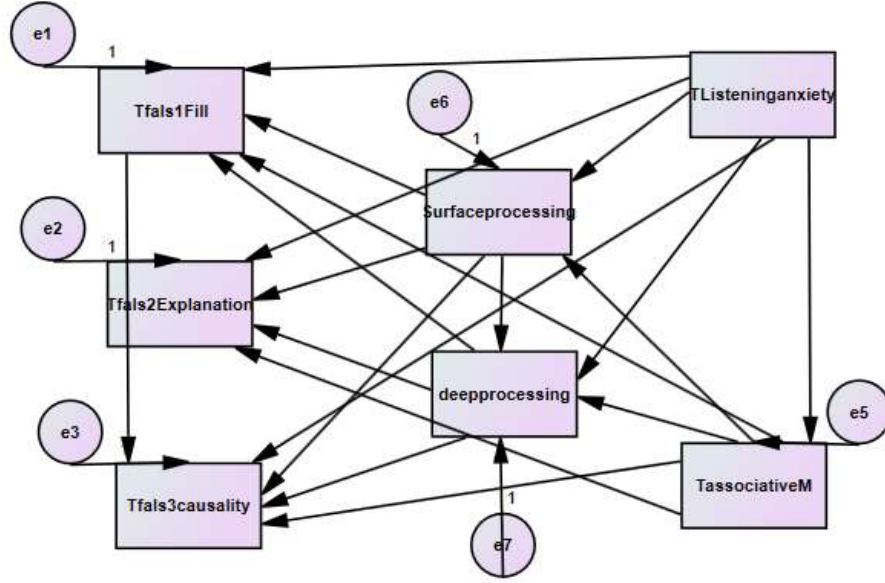 e1
1
Tfals1Fill
TListeninganxiety
e6
1
Surfaceprocessing
e2
1
Tfals2Explanation
deepprocessing
e5
e3
Tfals3causality
TassociativeM
1
e7